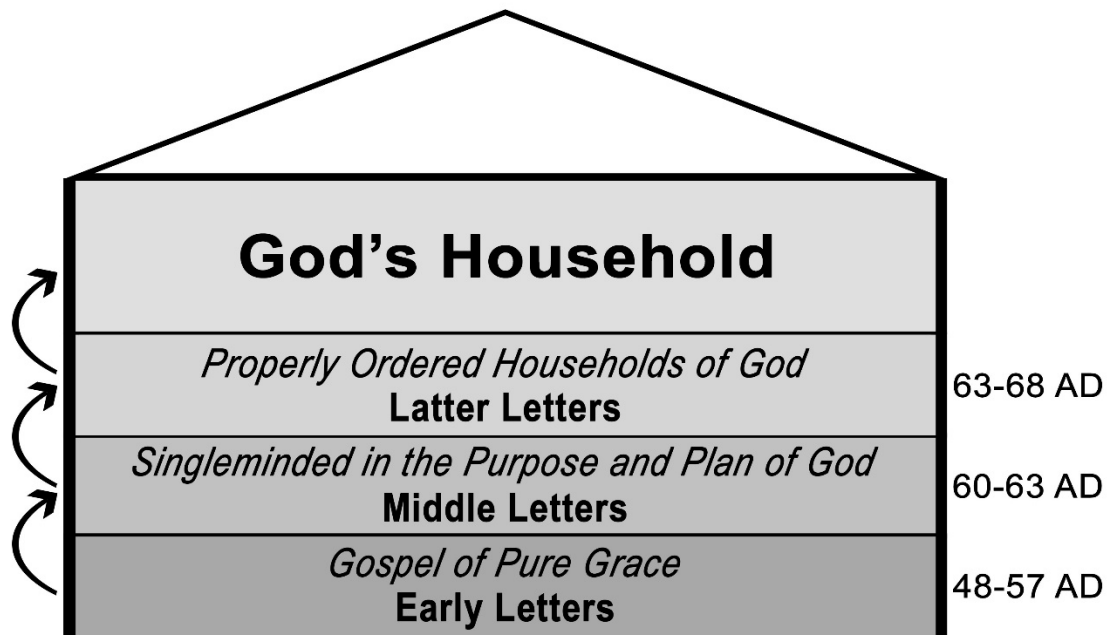 God’s Household
Properly Ordered Households of God
Latter Letters
63-68 AD
Singleminded in the Purpose and Plan of God
Middle Letters
60-63 AD
Gospel of Pure Grace
Early Letters
48-57 AD